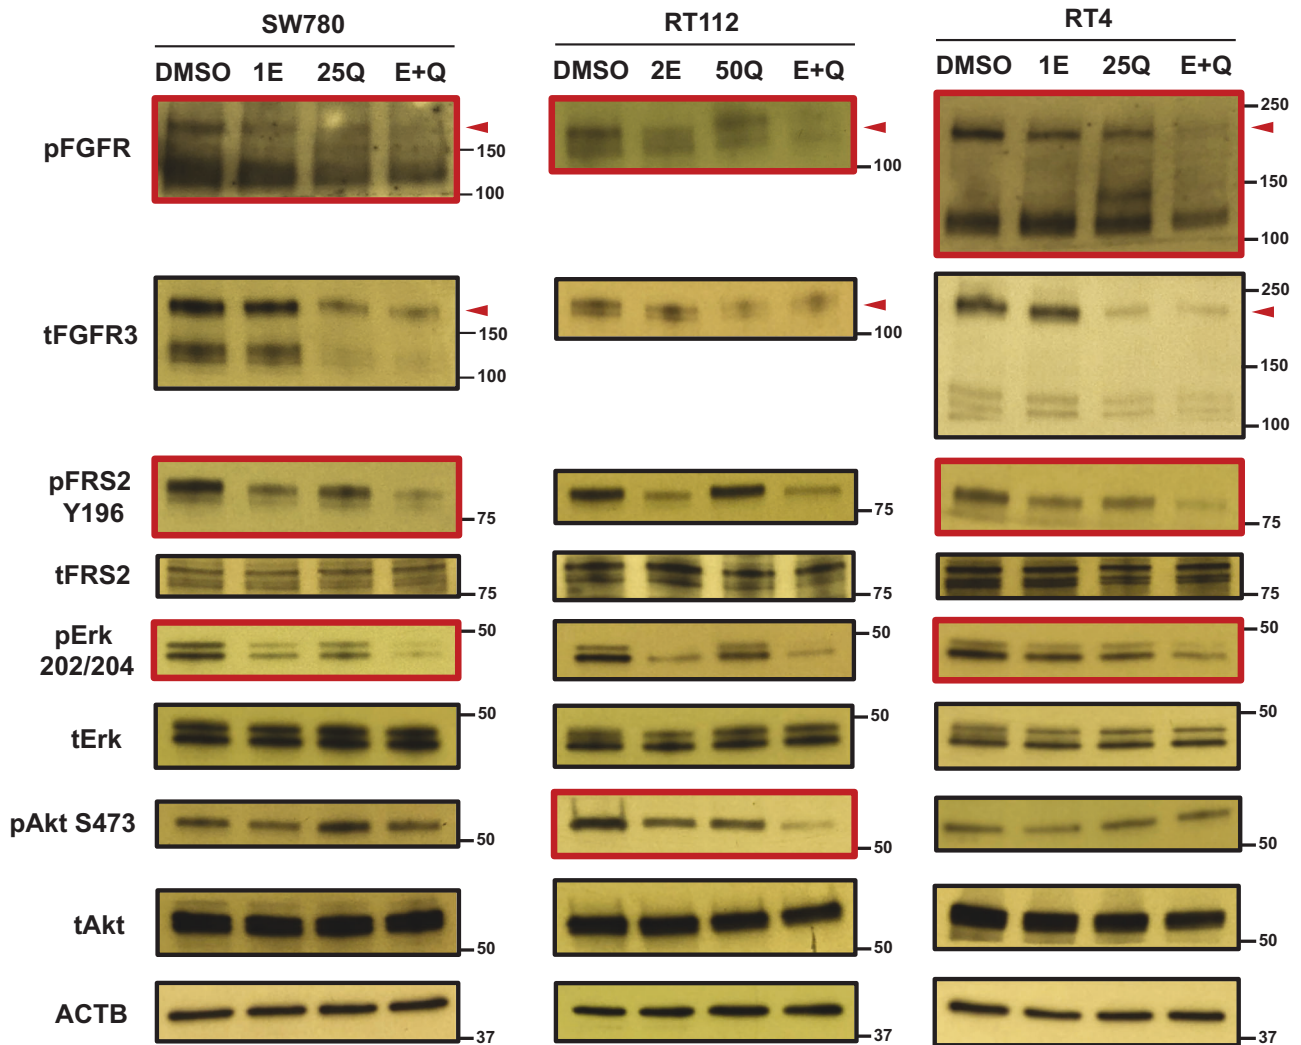 SW780 RT112 RT4
DMSO 1E 25Q E+Q DMSO 2E 50Q E+Q DMSO 1E 25Q E+Q
pFGFR 150 100 100 250 150 100
tFGFR3 150 100 100 250 150 100
pFRS2
Y196 75 75 75
tFRS2 75 75 75
pErk
202/204 50 50 50
tErk 50 50 50
pAkt S473 50 50 50
tAkt 50 50 50
ACTB 37 37 37